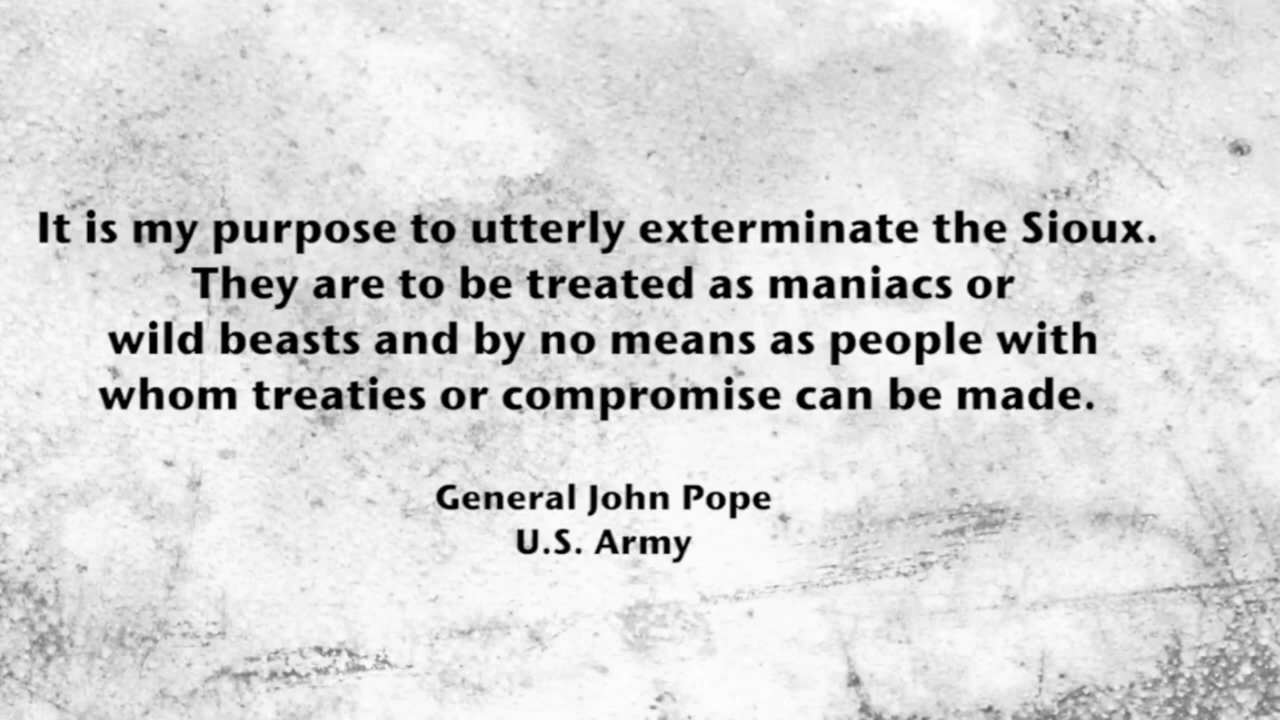 It is my purpose to utterly exterminate the Sioux.
They are to be treated as maniacs or
wild beasts and by no means as people with
whom treaties or compromise can be made.
General John Pope
U.S. Army